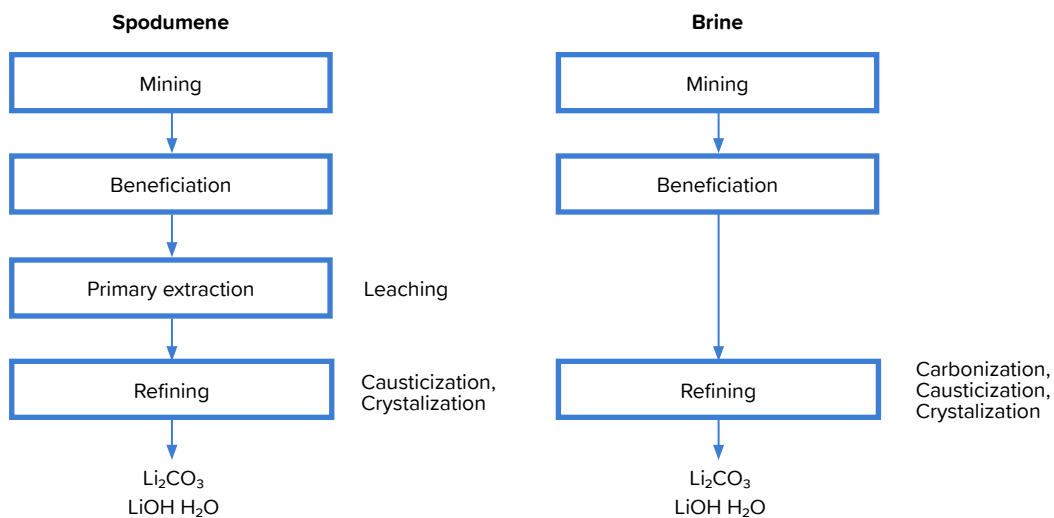 Spodumene
Mining
Beneficiation
Primary extraction
Leaching
Refining
Causticization,
Crystalization
Li₂CO₃
LiOH H₂O
Brine
Mining
Beneficiation
Refining
Carbonization,
Causticization,
Crystalization
Li₂CO₃
LiOH H₂O